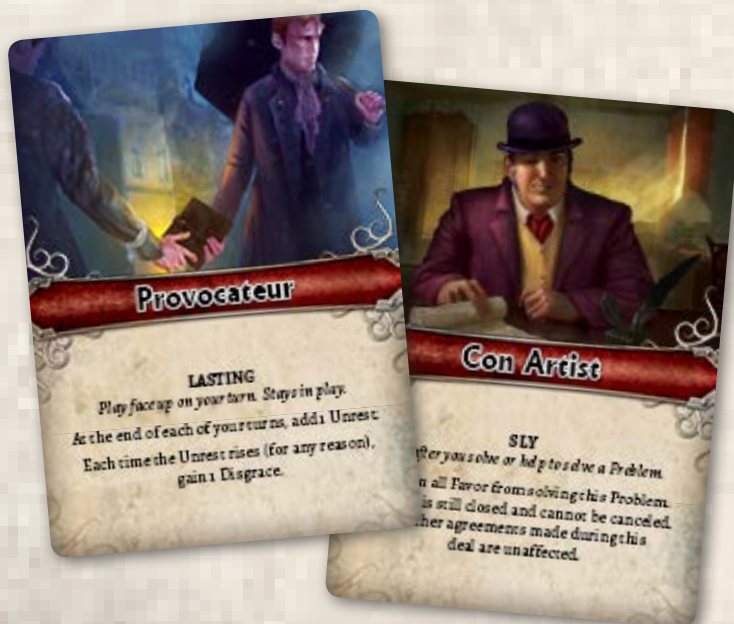 Provocateur
LASTING
Play face up on your turn. Stays in play.
At the end of each of your turns, add 1 Unrest
Each time the Unrest rises (for any reason),
gain 1 Disgrace.
Con Artist
SLY
you solve or help to solve a Problem.
all Favor from solving this Problem.
is still closed and cannot be canceled.
agreements made during this
deal are unaffected.